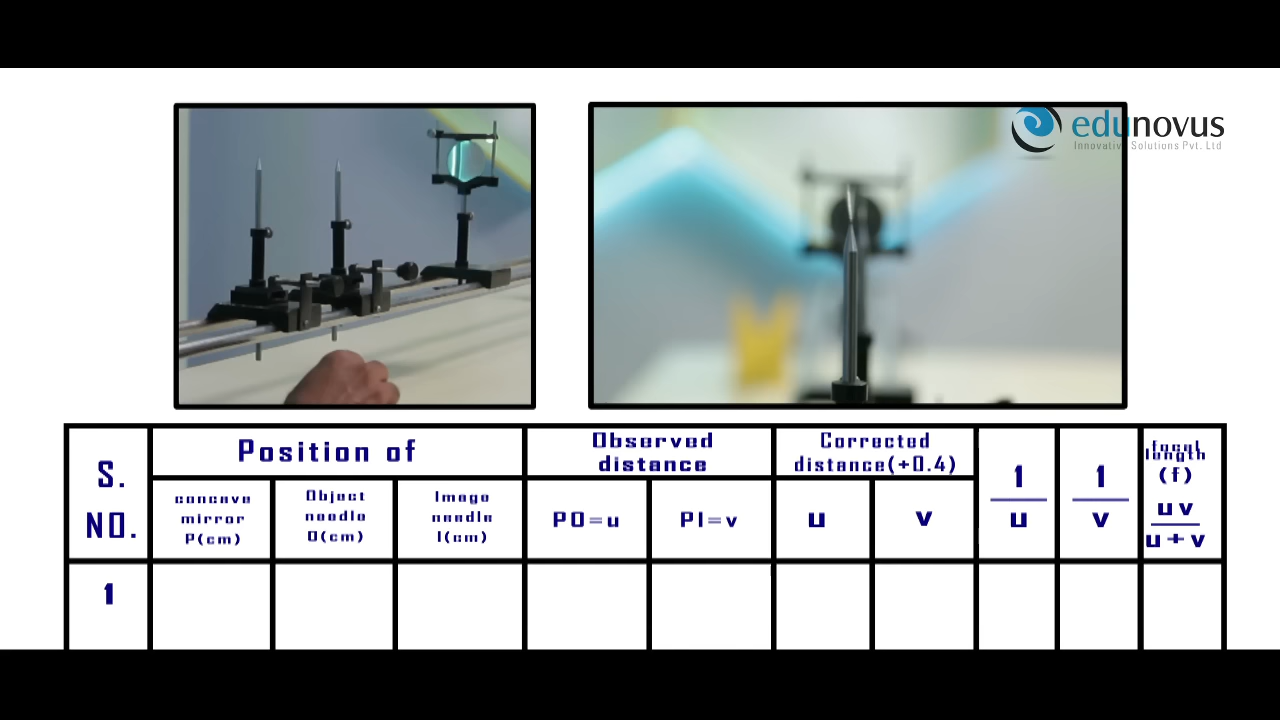 edunovus
Innovative Solutions Pvt. Ltd
S.
NO.
Position of
Observed
distance
Corrected
distance(+0.4)
1
u
1
v
focal
length
(f)
u v
u + v
concave
mirror
P(cm)
Object
needle
O(cm)
Image
needle
I(cm)
PO=u
PI=v
u
v
1